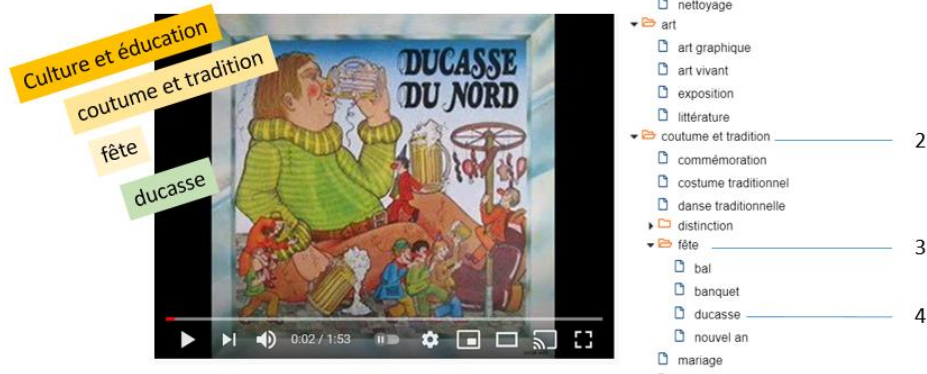 Culture et éducation
coutume et tradition
fête
ducasse
DUCASSE
DU NORD
0:02 / 1:53
nettoyage
art
art graphique
art vivant
exposition
littérature
coutume et tradition 2
commémoration
costume traditionnel
danse traditionnelle
distinction
fête 3
bal
banquet
ducasse 4
nouvel an
mariage